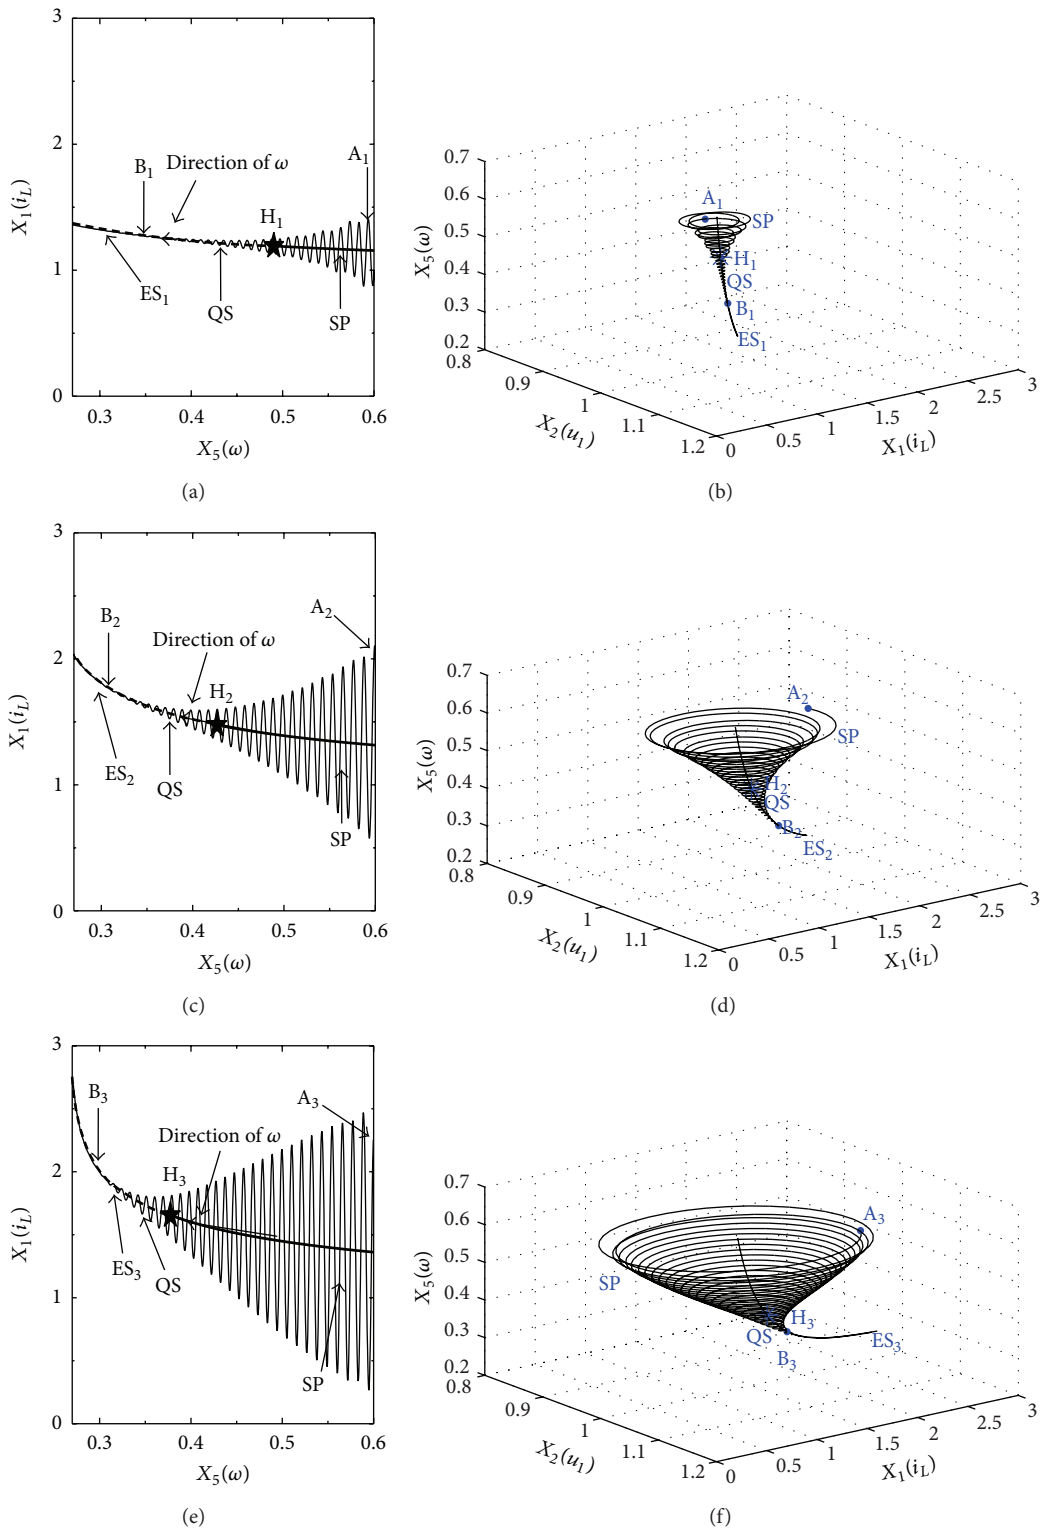 3
2
1
0
X₁(i_L)
B₁
Direction of ω
A₁
H₁
ES₁
QS
SP
0.3 0.4 0.5 0.6
X₅(ω)
(a)
0.7
0.6
0.5
0.4
0.3
0.2
X₅(ω)
A₁
SP
H₁
QS
B₁
ES₁
0.8
0.9
1
1.1
1.2
X₂(u₁)
0
0.5
1
1.5
2
2.5
3
X₁(i_L)
(b)
3
2
1
0
X₁(i_L)
A₂
B₂
Direction of ω
H₂
ES₂
QS
SP
0.3 0.4 0.5 0.6
X₅(ω)
(c)
0.7
0.6
0.5
0.4
0.3
0.2
X₅(ω)
A₂
SP
H₂
QS
B₂
ES₂
0.8
0.9
1
1.1
1.2
X₂(u₁)
0
0.5
1
1.5
2
2.5
3
X₁(i_L)
(d)
3
2
1
0
X₁(i_L)
B₃
A₃
Direction of ω
H₃
ES₃
QS
SP
0.3 0.4 0.5 0.6
X₅(ω)
(e)
0.7
0.6
0.5
0.4
0.3
0.2
X₅(ω)
A₃
SP
H₃
QS
B₃
ES₃
0.8
0.9
1
1.1
1.2
X₂(u₁)
0
0.5
1
1.5
2
2.5
3
X₁(i_L)
(f)